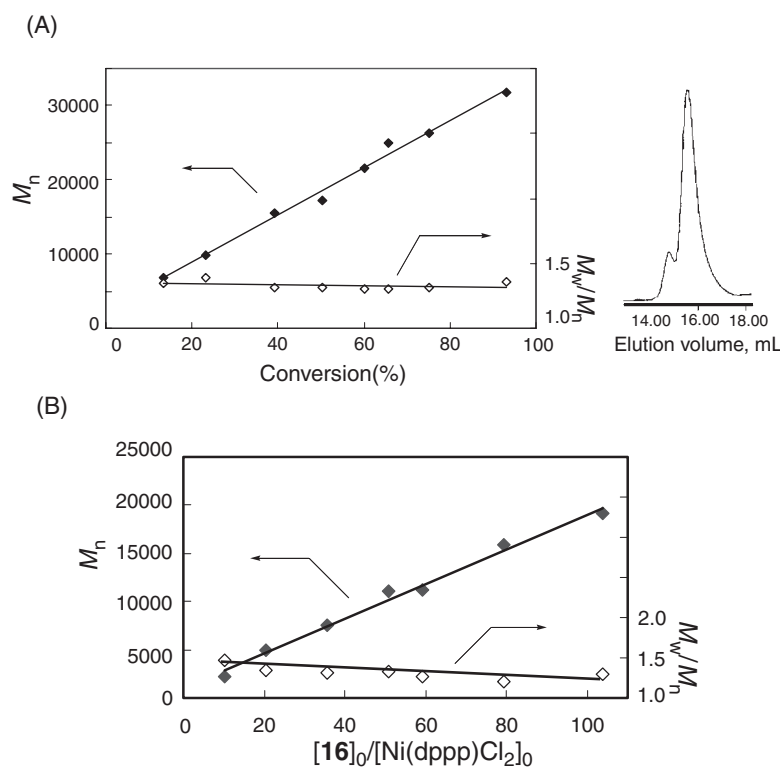 (A)
30000
20000
10000
0
Mn
1.5
1.0
Mw/Mn
0 20 40 60 80 100
Conversion(%)
14.00 16.00 18.00
Elution volume, mL
(B)
25000
20000
15000
10000
5000
0
Mn
2.0
1.5
1.0
Mw/Mn
0 20 40 60 80 100
[16]0/[Ni(dppp)Cl2]0